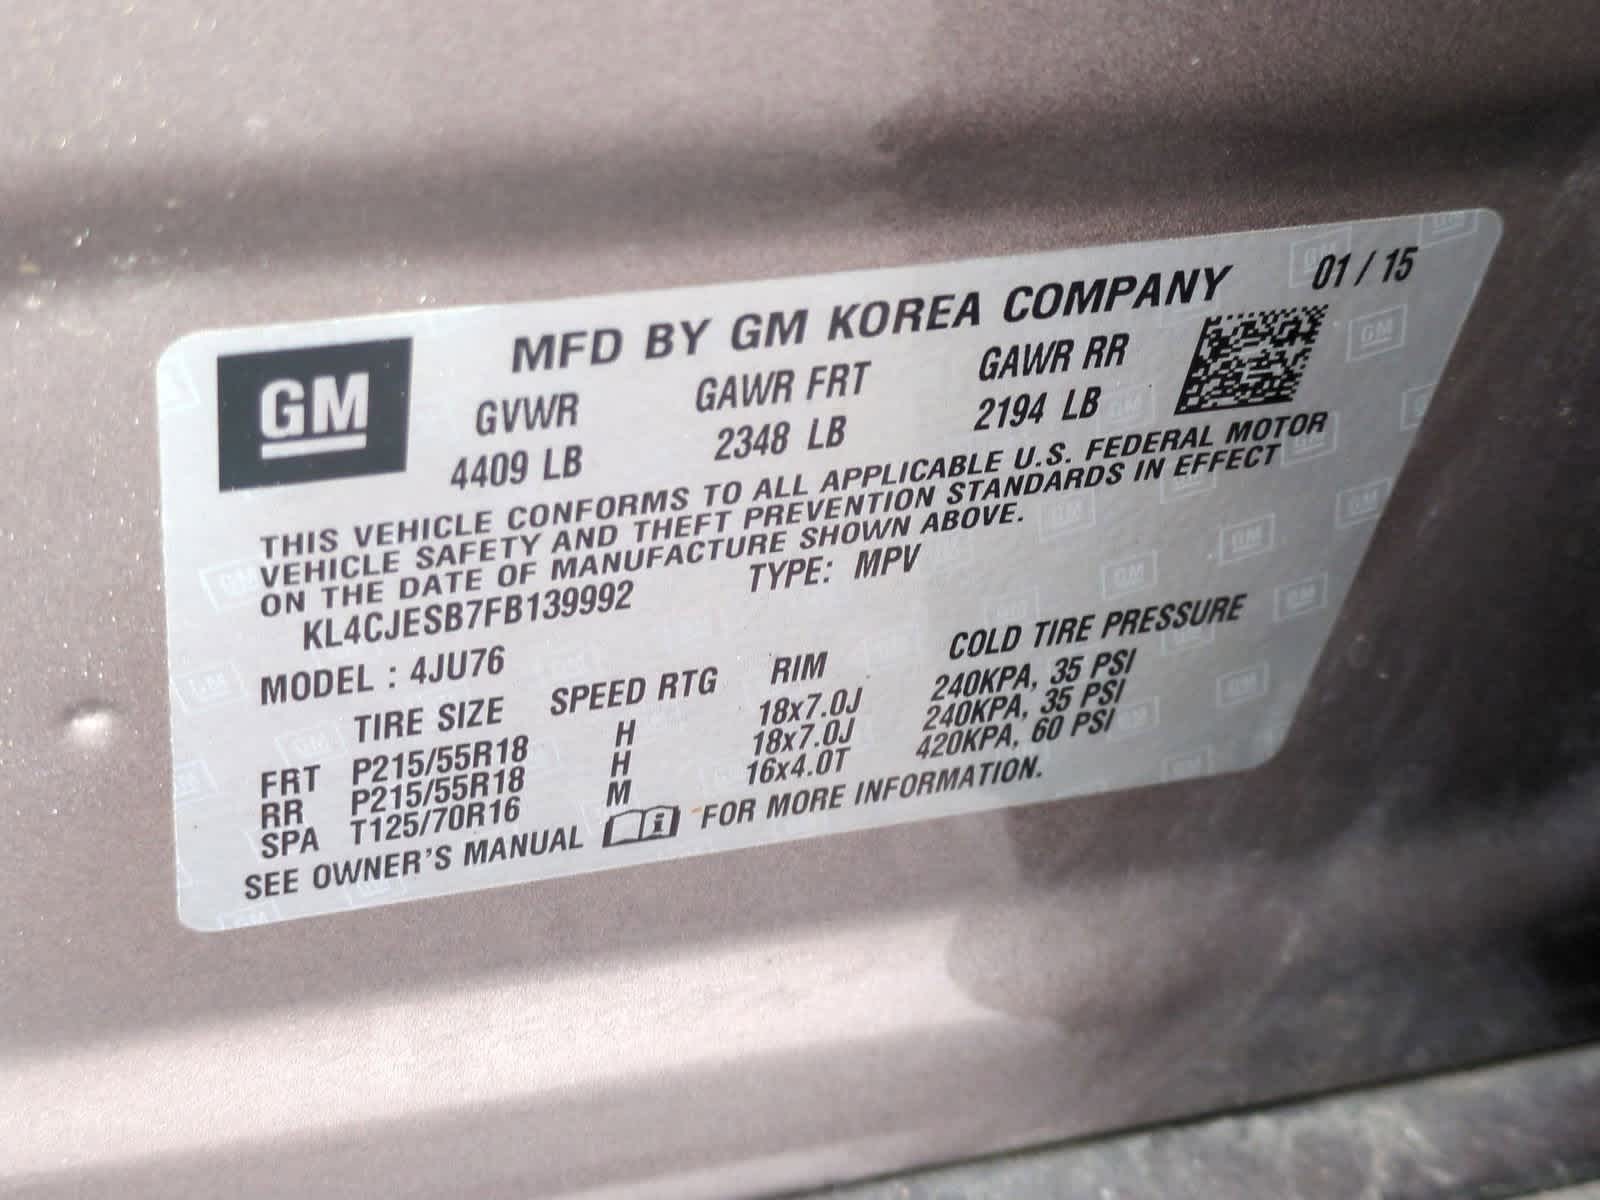 GM
MFD BY GM KOREA COMPANY 01 / 15
GVWR GAWR FRT GAWR RR
4409 LB 2348 LB 2194 LB
THIS VEHICLE CONFORMS TO ALL APPLICABLE U.S. FEDERAL MOTOR
VEHICLE SAFETY AND THEFT PREVENTION STANDARDS IN EFFECT
ON THE DATE OF MANUFACTURE SHOWN ABOVE.
KL4CJESB7FB139992 TYPE: MPV
MODEL : 4JU76
TIRE SIZE SPEED RTG RIM COLD TIRE PRESSURE
FRT P215/55R18 H 18x7.0J 240KPA, 35 PSI
RR P215/55R18 H 18x7.0J 240KPA, 35 PSI
SPA T125/70R16 M 16x4.0T 420KPA, 60 PSI
SEE OWNER'S MANUAL i FOR MORE INFORMATION.